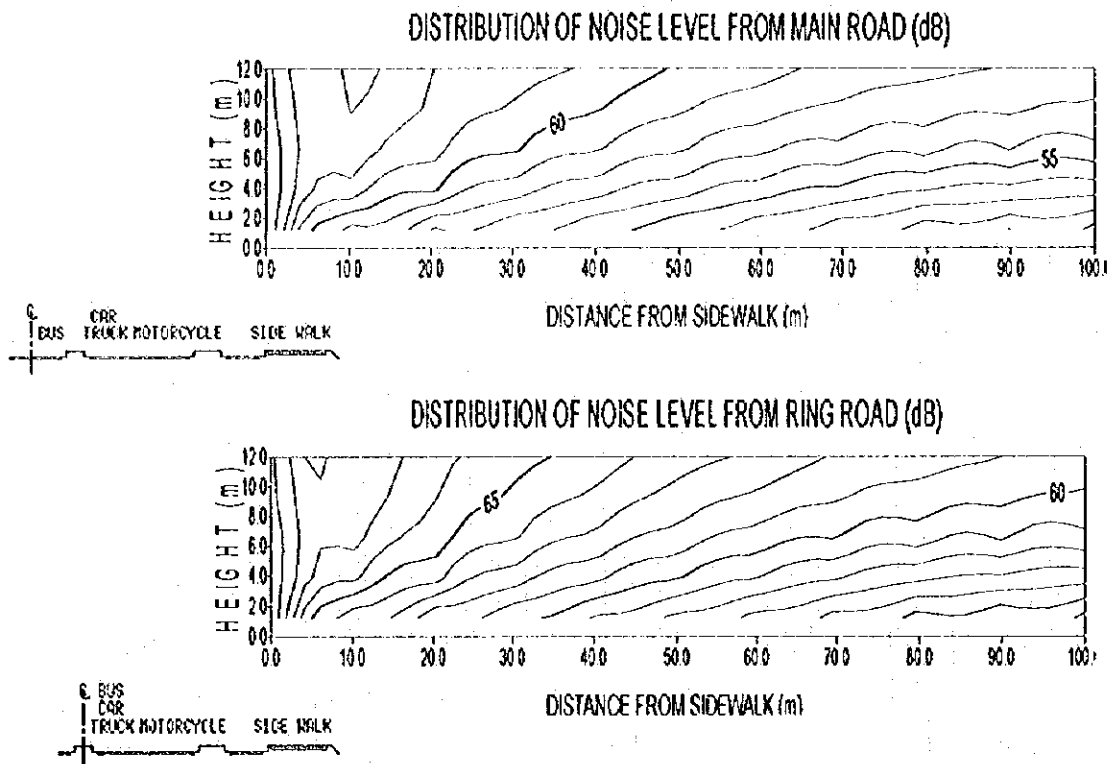 DISTRIBUTION OF NOISE LEVEL FROM MAIN ROAD (dB)
HEIGHT (m)
12.0
10.0
8.0
6.0
4.0
2.0
0.0
60
55
0.0 10.0 20.0 30.0 40.0 50.0 60.0 70.0 80.0 90.0 100.
DISTANCE FROM SIDEWALK (m)
CAR
BUS TRUCK MOTORCYCLE SIDE WALK
DISTRIBUTION OF NOISE LEVEL FROM RING ROAD (dB)
HEIGHT (m)
12.0
10.0
8.0
6.0
4.0
2.0
0.0
65
60
0.0 10.0 20.0 30.0 40.0 50.0 60.0 70.0 80.0 90.0 100.
DISTANCE FROM SIDEWALK (m)
BUS
CAR
TRUCK MOTORCYCLE SIDE WALK